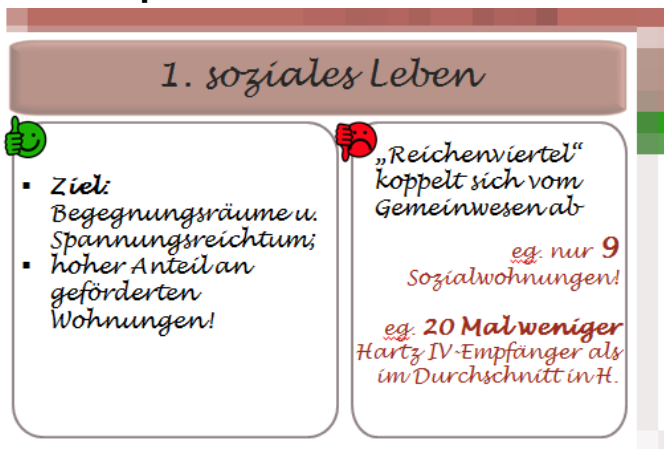 1. soziales Leben
▪ Ziel:
Begegnungsräume u.
Spannungsreichtum;
▪ hoher Anteil an
geförderten
Wohnungen!
„Reichenviertel“
koppelt sich vom
Gemeinwesen ab
eg. nur 9
Sozialwohnungen!
eg. 20 Mal weniger
Hartz IV-Empfänger als
im Durchschnitt in H.